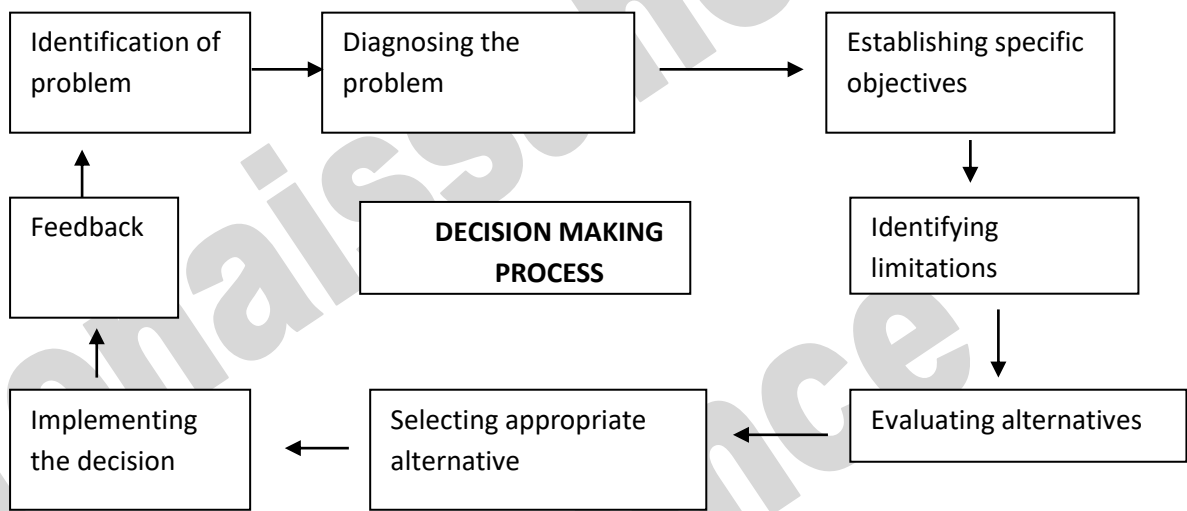 Identification of
problem
Diagnosing the
problem
Establishing specific
objectives
Feedback
DECISION MAKING
PROCESS
Identifying
limitations
Implementing
the decision
Selecting appropriate
alternative
Evaluating alternatives